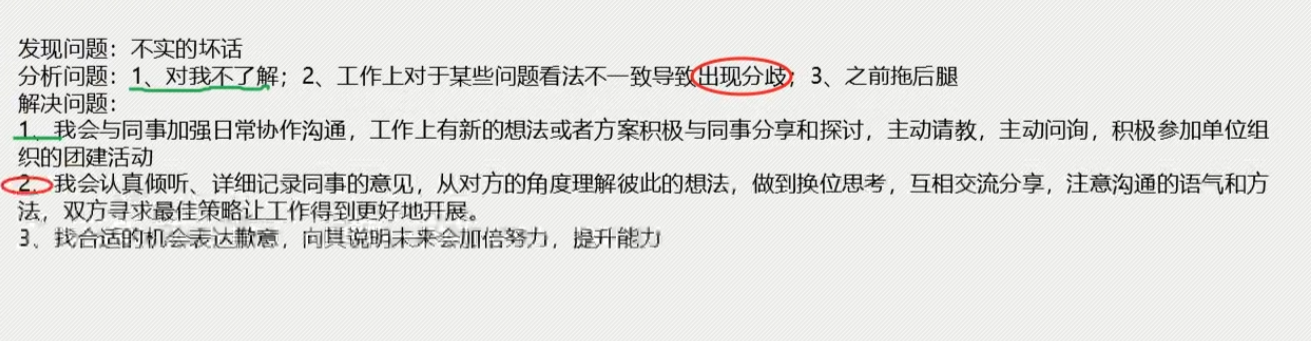 发现问题：不实的坏话
分析问题：1、对我不了解；2、工作上对于某些问题看法不一致导致出现分歧；3、之前拖后腿
解决问题：
1、我会与同事加强日常协作沟通，工作上有新的想法或者方案积极与同事分享和探讨，主动请教，主动问询，积极参加单位组
织的团建活动
2、我会认真倾听、详细记录同事的意见，从对方的角度理解彼此的想法，做到换位思考，互相交流分享，注意沟通的语气和方
法，双方寻求最佳策略让工作得到更好地开展。
3、找合适的机会表达歉意，向其说明未来会加倍努力，提升能力